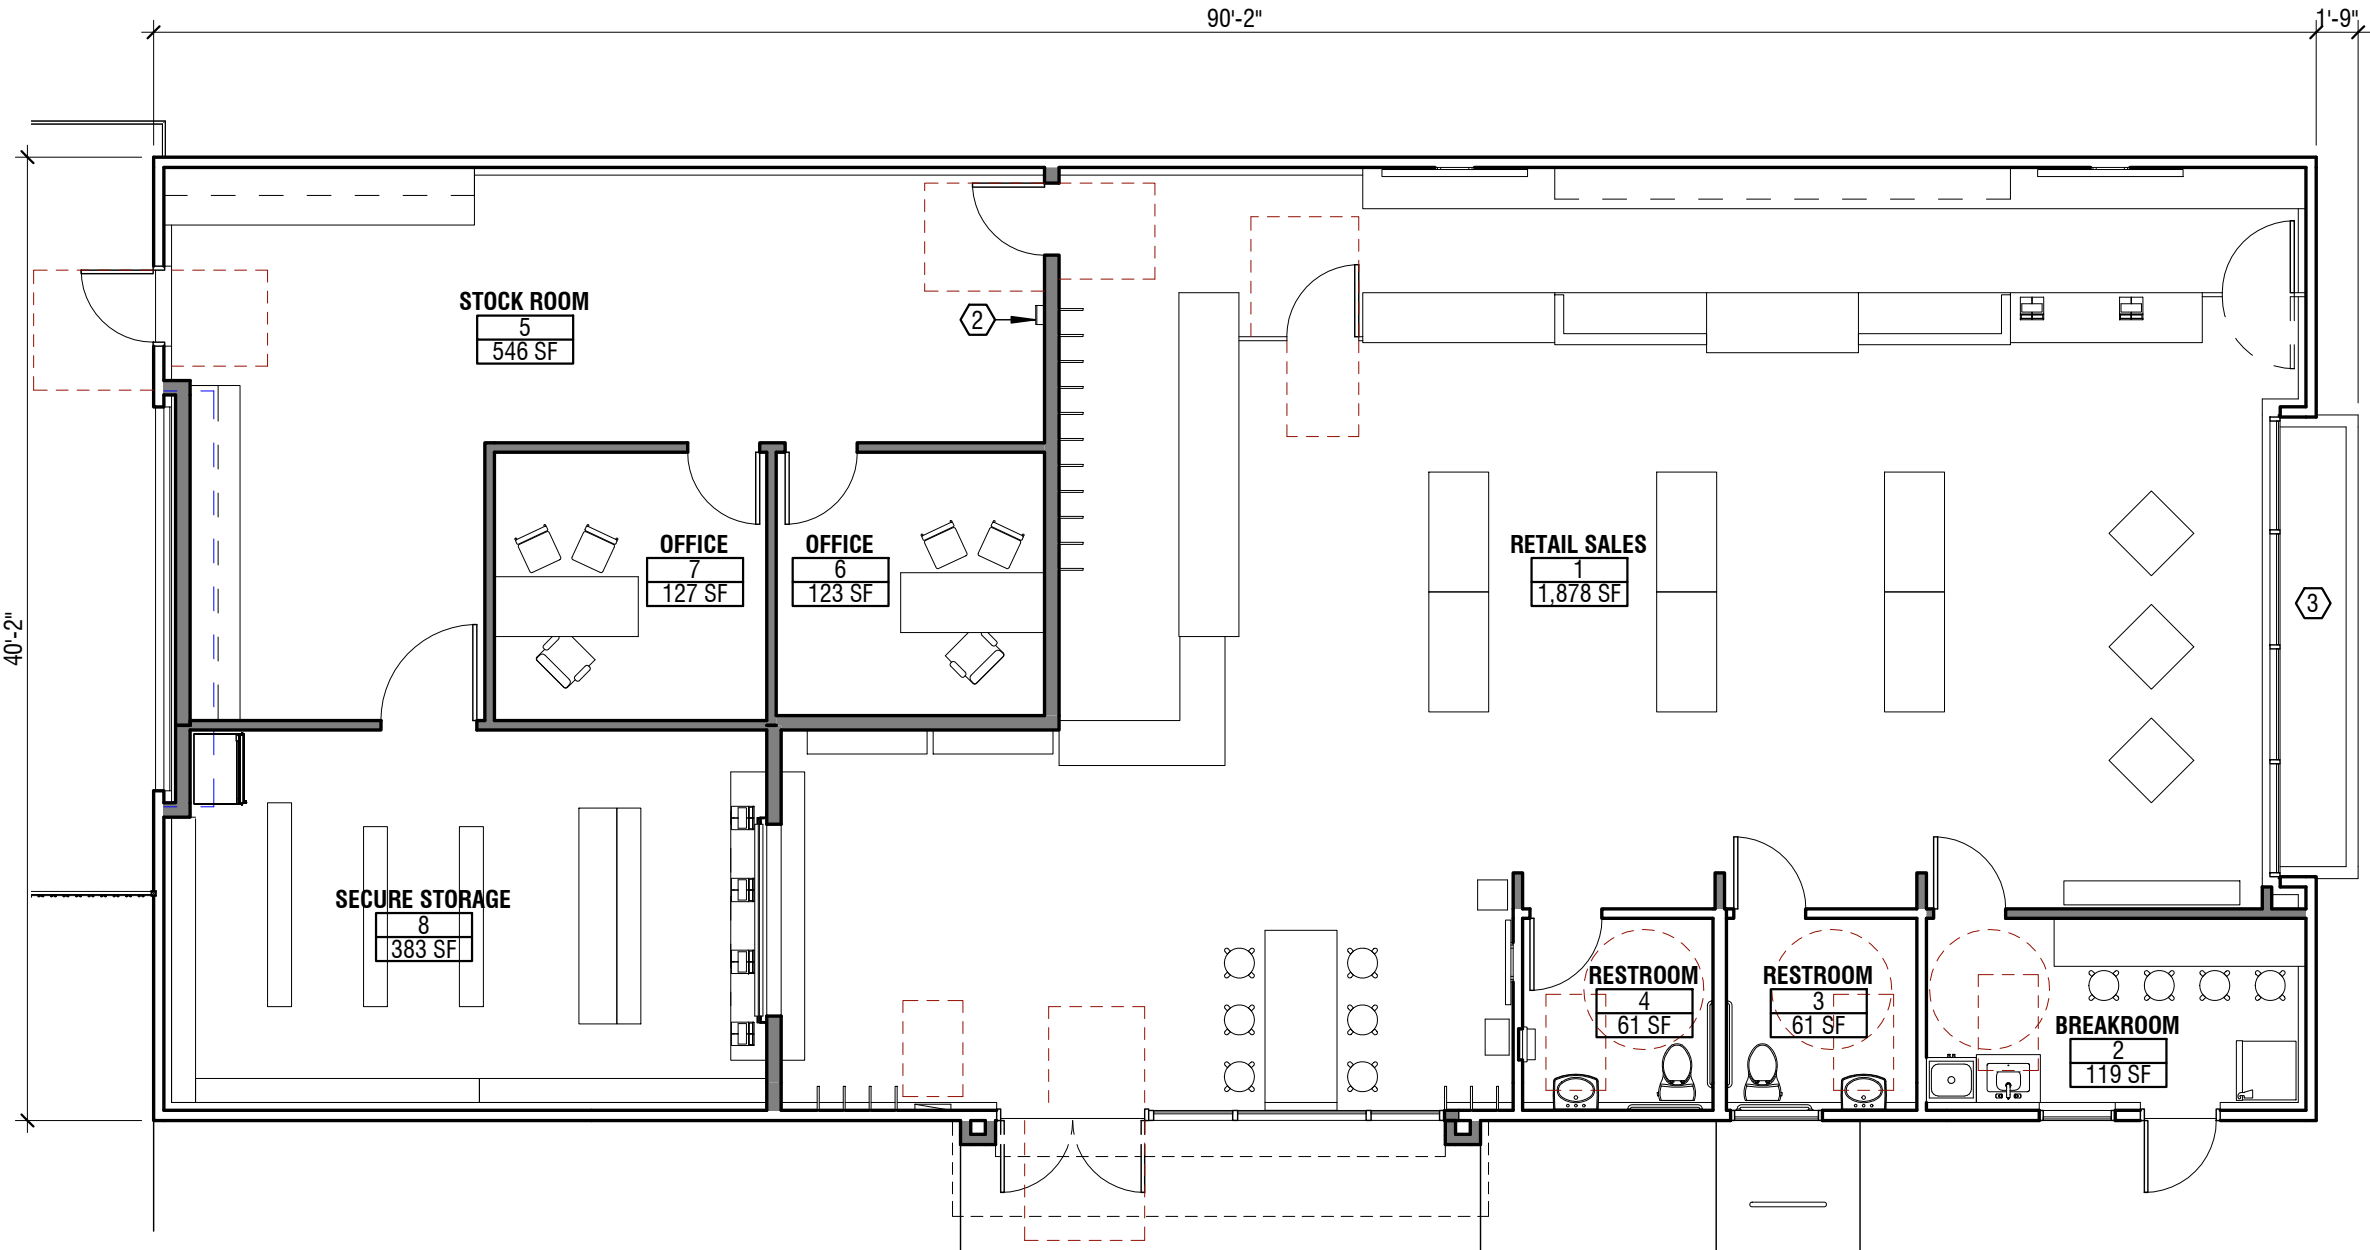 90'-2"
1'-9"
40'-2"
STOCK ROOM
5
546 SF
2
OFFICE
7
127 SF
OFFICE
6
123 SF
RETAIL SALES
1
1,878 SF
3
SECURE STORAGE
8
383 SF
RESTROOM
4
61 SF
RESTROOM
3
61 SF
BREAKROOM
2
119 SF